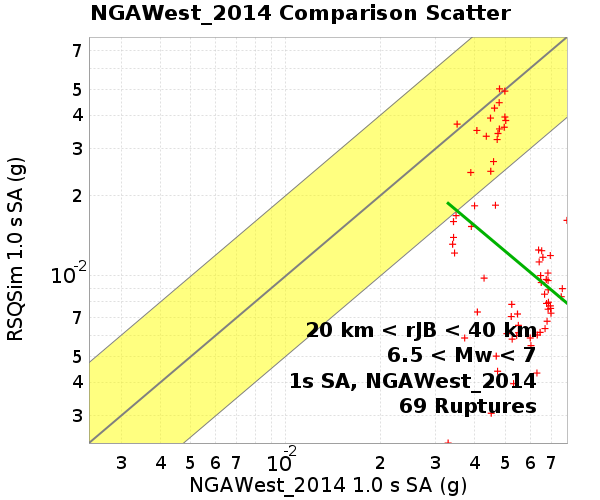 NGAWest_2014 Comparison Scatter
RSQSim 1.0 s SA (g)
7
5
4
3
2
10-2
7
5
4
3
20 km < rJB < 40 km
6.5 < Mw < 7
1s SA, NGAWest_2014
69 Ruptures
3 4 5 6 7 10-2 2 3 4 5 6 7
NGAWest_2014 1.0 s SA (g)